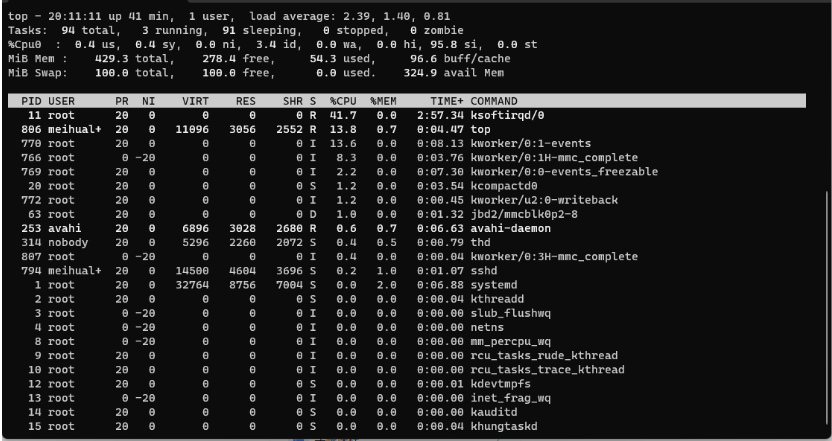 top - 20:11:11 up 41 min,  1 user,  load average: 2.39, 1.40, 0.81
Tasks:  94 total,   3 running,  91 sleeping,   0 stopped,   0 zombie
%Cpu0  :  0.4 us,  0.4 sy,  0.0 ni,  3.4 id,  0.0 wa,  0.0 hi, 95.8 si,  0.0 st
MiB Mem :    429.3 total,    278.4 free,     54.3 used,     96.6 buff/cache
MiB Swap:    100.0 total,    100.0 free,      0.0 used.    324.9 avail Mem
PID USER      PR  NI    VIRT    RES    SHR S  %CPU  %MEM     TIME+ COMMAND
11 root      20   0       0      0      0 R  41.7   0.0   2:57.34 ksoftirqd/0
806 meihual+  20   0   11096   3056   2552 R  13.8   0.7   0:04.47 top
770 root      20   0       0      0      0 I  13.6   0.0   0:08.13 kworker/0:1-events
766 root       0 -20       0      0      0 I   8.3   0.0   0:03.76 kworker/0:1H-mmc_complete
769 root      20   0       0      0      0 I   2.2   0.0   0:07.30 kworker/0:0-events_freezable
20 root      20   0       0      0      0 S   1.2   0.0   0:03.54 kcompactd0
772 root      20   0       0      0      0 I   1.2   0.0   0:00.45 kworker/u2:0-writeback
63 root      20   0       0      0      0 D   1.0   0.0   0:01.32 jbd2/mmcblk0p2-8
253 avahi     20   0    6896   3028   2680 R   0.6   0.7   0:06.63 avahi-daemon
314 nobody    20   0    5296   2260   2072 S   0.4   0.5   0:00.79 thd
807 root       0 -20       0      0      0 I   0.4   0.0   0:00.04 kworker/0:3H-mmc_complete
794 meihual+  20   0   14500   4604   3696 S   0.2   1.0   0:01.07 sshd
1 root      20   0   32764   8756   7004 S   0.0   2.0   0:06.88 systemd
2 root      20   0       0      0      0 S   0.0   0.0   0:00.04 kthreadd
3 root       0 -20       0      0      0 I   0.0   0.0   0:00.00 slub_flushwq
4 root       0 -20       0      0      0 I   0.0   0.0   0:00.00 netns
8 root       0 -20       0      0      0 I   0.0   0.0   0:00.00 mm_percpu_wq
9 root      20   0       0      0      0 I   0.0   0.0   0:00.00 rcu_tasks_rude_kthread
10 root      20   0       0      0      0 I   0.0   0.0   0:00.00 rcu_tasks_trace_kthread
12 root      20   0       0      0      0 S   0.0   0.0   0:00.01 kdevtmpfs
13 root       0 -20       0      0      0 I   0.0   0.0   0:00.00 inet_frag_wq
14 root      20   0       0      0      0 S   0.0   0.0   0:00.00 kauditd
15 root      20   0       0      0      0 S   0.0   0.0   0:00.04 khungtaskd